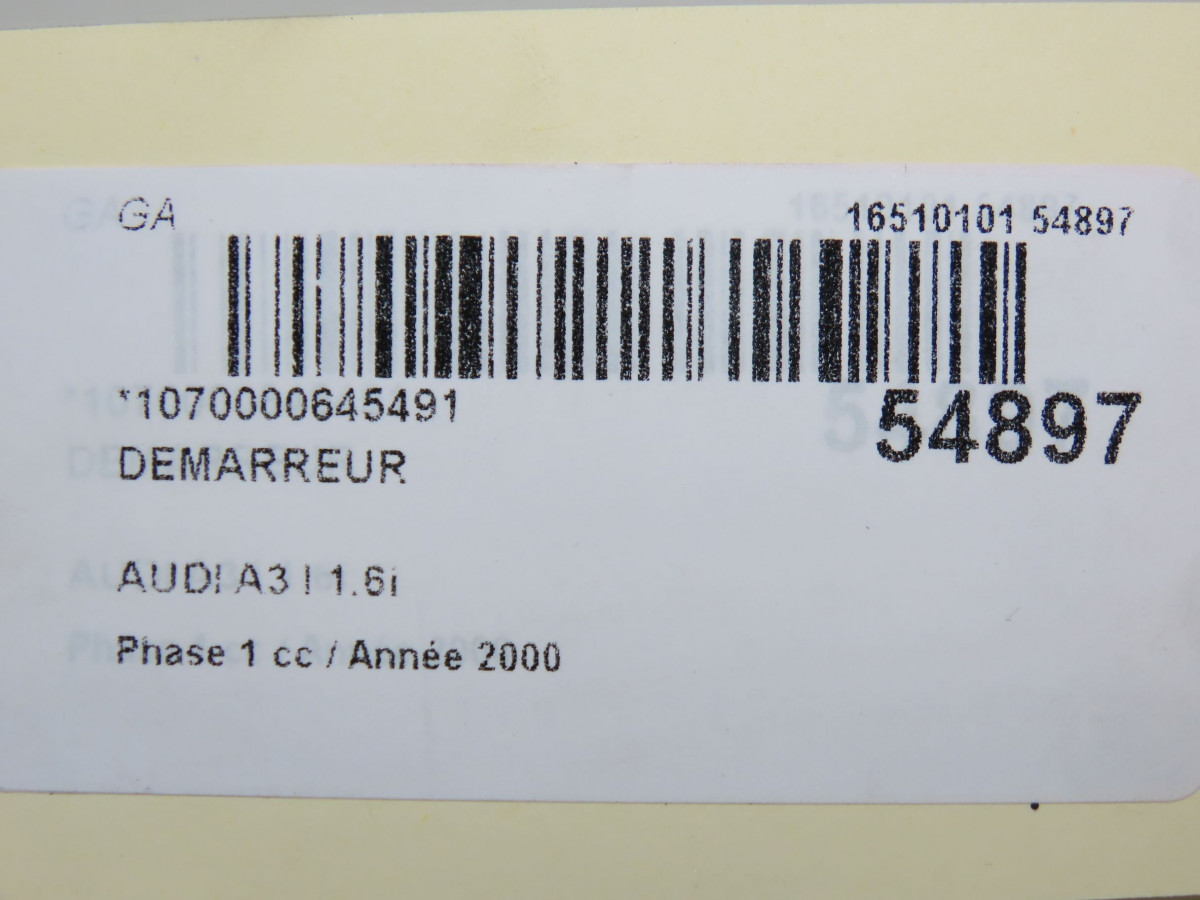 GA
16510101 54897
*1070000645491
54897
DEMARREUR
AUDI A3 I 1.6i
Phase 1 cc / Année 2000